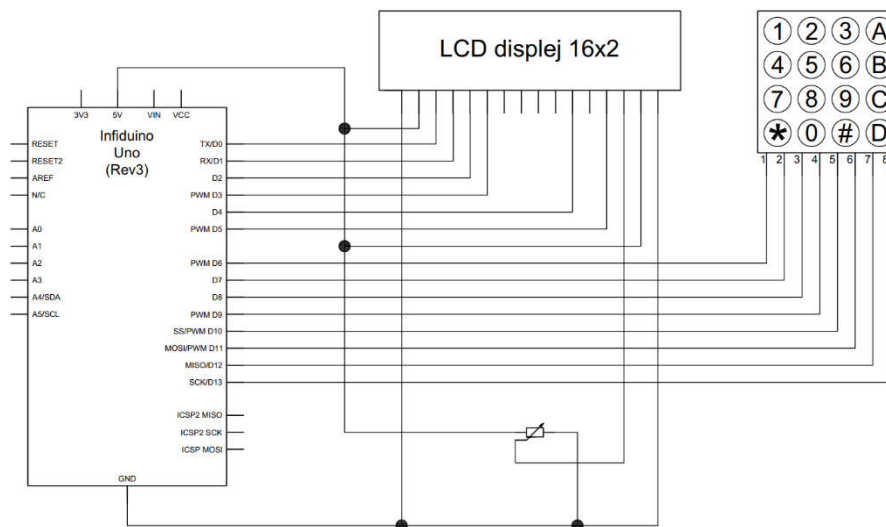 LCD displej 16x2
1 2 3 A
4 5 6 B
7 8 9 C
* 0 # D
1 2 3 4 5 6 7 8
3V3 5V VIN VCC
Infiduino
Uno
(Rev3)
RESET
RESET2
AREF
N/C
A0
A1
A2
A3
A4/SDA
A5/SCL
TX/D0
RX/D1
D2
PWM D3
D4
PWM D5
PWM D6
D7
D8
PWM D9
SS/PWM D10
MOSI/PWM D11
MISO/D12
SCK/D13
ICSP2 MISO
ICSP2 SCK
ICSP MOSI
GND